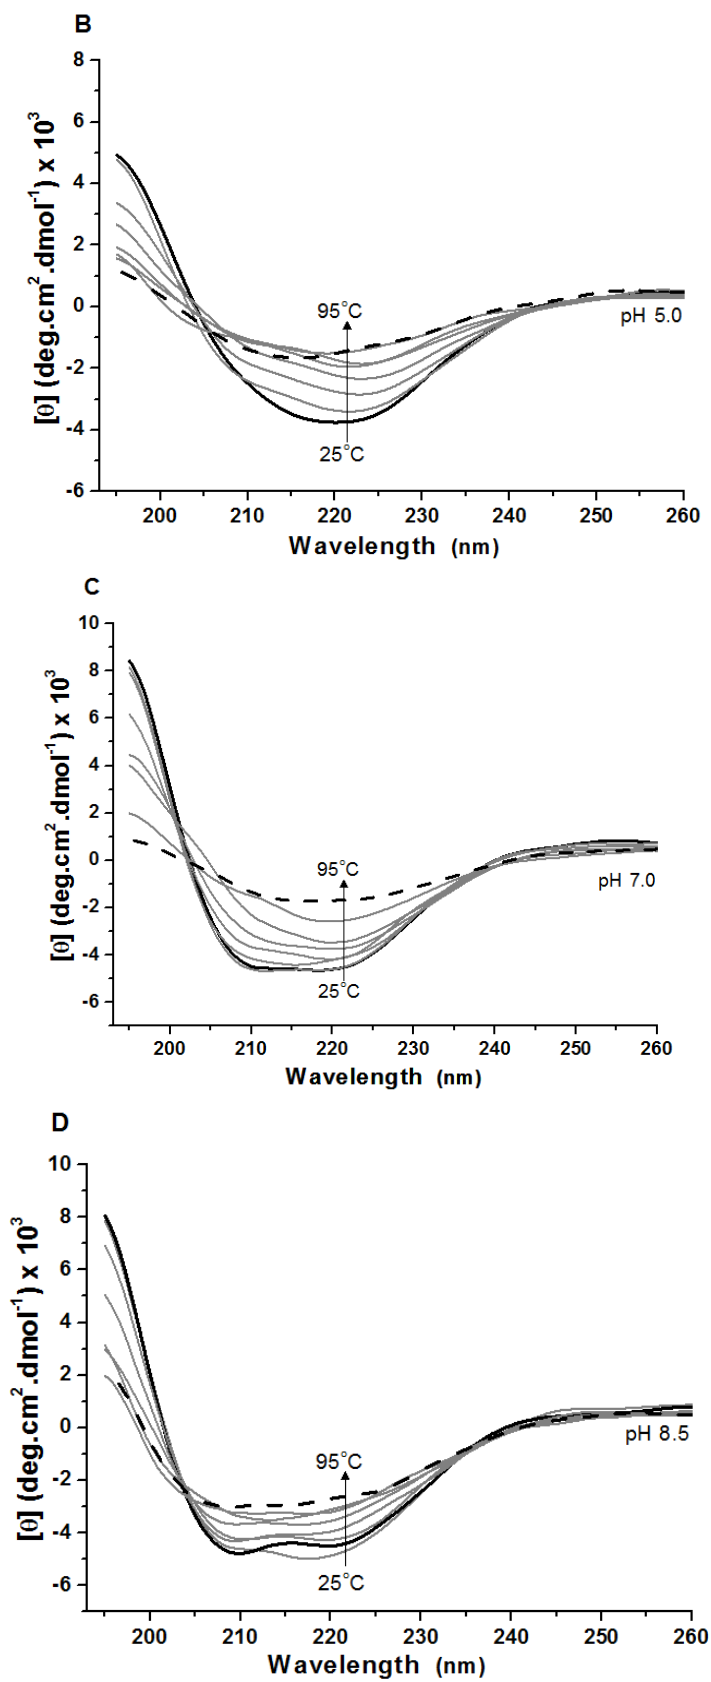 B
8
6
4
2
0
-2
-4
-6
[θ] (deg.cm².dmol⁻¹) x 10³
95°C
25°C
pH 5.0
200 210 220 230 240 250 260
Wavelength (nm)
C
10
8
6
4
2
0
-2
-4
-6
[θ] (deg.cm².dmol⁻¹) x 10³
95°C
25°C
pH 7.0
200 210 220 230 240 250 260
Wavelength (nm)
D
10
8
6
4
2
0
-2
-4
-6
[θ] (deg.cm².dmol⁻¹) x 10³
95°C
25°C
pH 8.5
200 210 220 230 240 250 260
Wavelength (nm)